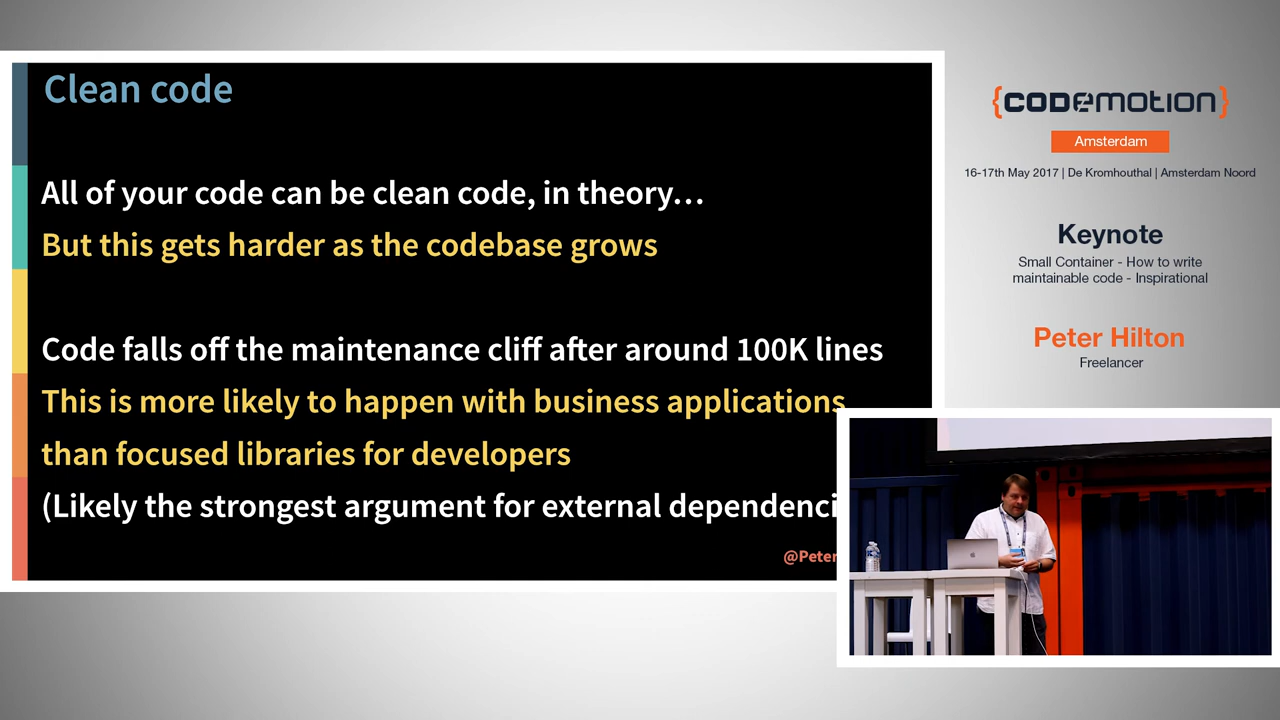 Clean code
All of your code can be clean code, in theory…
But this gets harder as the codebase grows
Code falls off the maintenance cliff after around 100K lines
This is more likely to happen with business applications
than focused libraries for developers
(Likely the strongest argument for external dependenci
@Peter
{CODEMOTION}
Amsterdam
16-17th May 2017 | De Kromhouthal | Amsterdam Noord
Keynote
Small Container - How to write
maintainable code - Inspirational
Peter Hilton
Freelancer